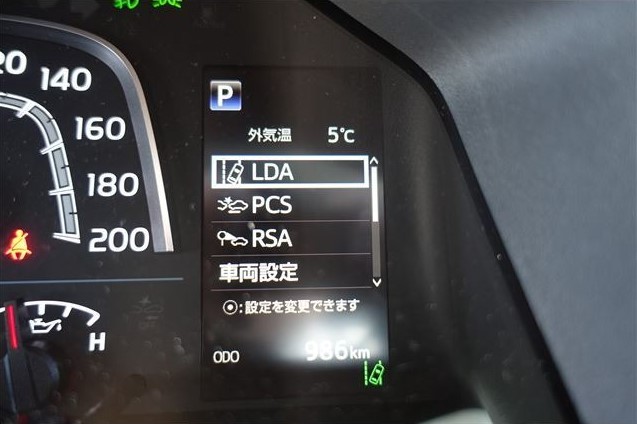 20
140
160
180
200
H
P
外気温 5℃
LDA
PCS
RSA
車両設定
⦿:設定を変更できます
ODO 986km